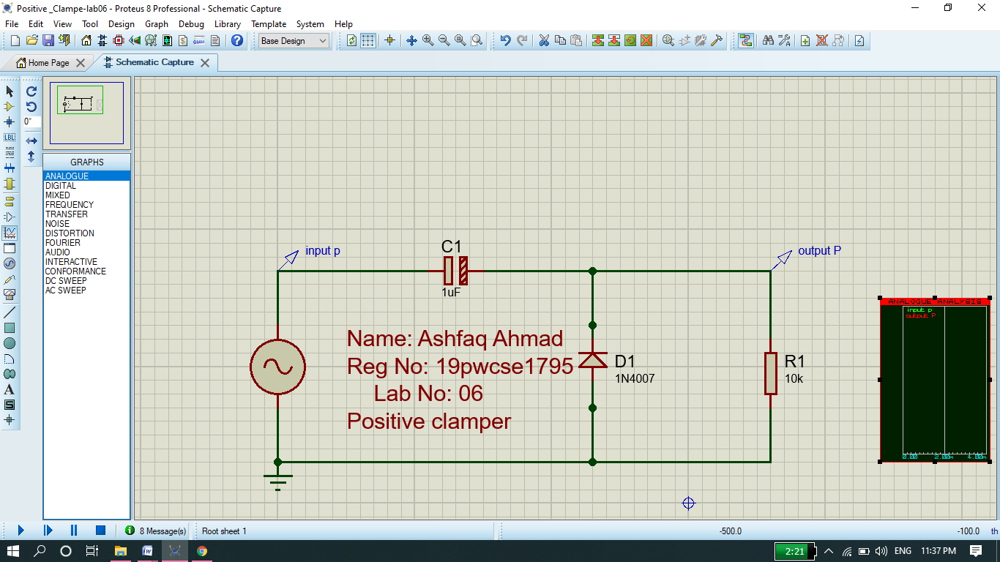 Positive _Clampe-lab06 - Proteus 8 Professional - Schematic Capture
File Edit View Tool Design Graph Debug Library Template System Help
Base Design
Home Page
Schematic Capture
LBL
0°
GRAPHS
ANALOGUE
DIGITAL
MIXED
FREQUENCY
TRANSFER
NOISE
DISTORTION
FOURIER
AUDIO
INTERACTIVE
CONFORMANCE
DC SWEEP
AC SWEEP
A
S
input p
C1
1uF
output P
Name: Ashfaq Ahmad
Reg No: 19pwcse1795
Lab No: 06
Positive clamper
D1
1N4007
R1
10k
ANALOGUE ANALYSIS
input p
output P
0.00 2.00m 4.00m
8 Message(s)
Root sheet 1
-500.0
-100.0
th
2:21
ENG
11:37 PM